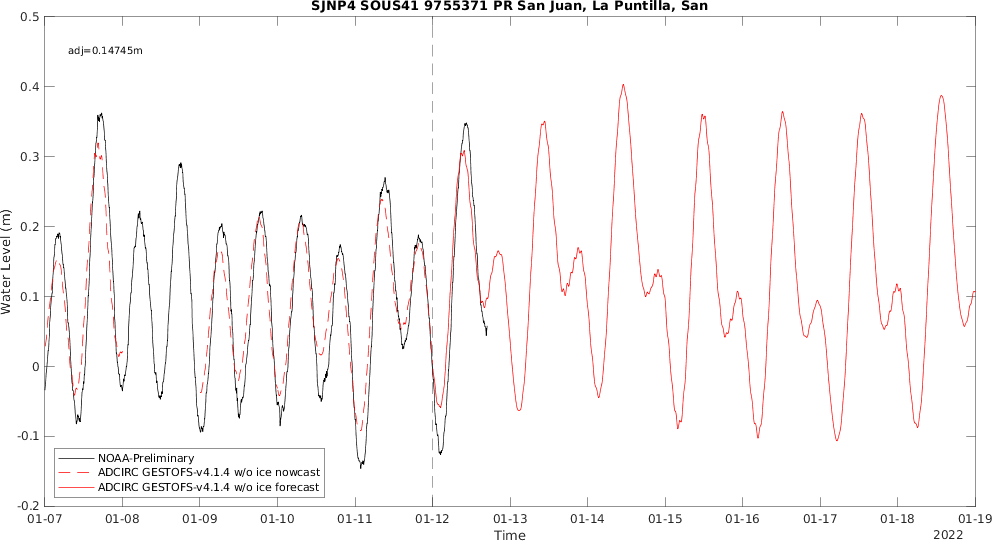 SJNP4 SOUS41 9755371 PR San Juan, La Puntilla, San
adj=0.14745m
Water Level (m)
0.5
0.4
0.3
0.2
0.1
0
-0.1
-0.2
NOAA-Preliminary
ADCIRC GESTOFS-v4.1.4 w/o ice nowcast
ADCIRC GESTOFS-v4.1.4 w/o ice forecast
01-07 01-08 01-09 01-10 01-11 01-12 01-13 01-14 01-15 01-16 01-17 01-18 01-19
Time
2022